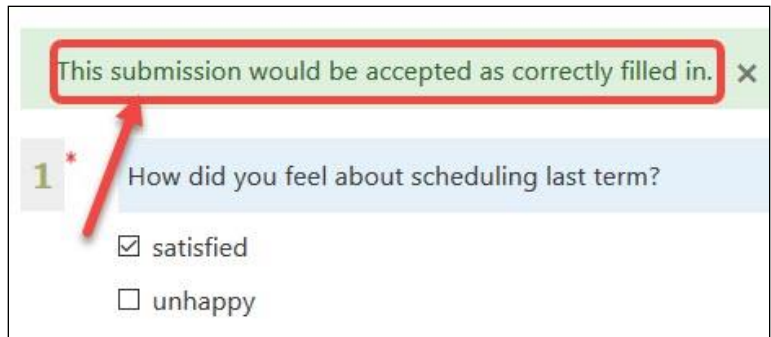 This submission would be accepted as correctly filled in. ×
1 * How did you feel about scheduling last term?
☑ satisfied
☐ unhappy